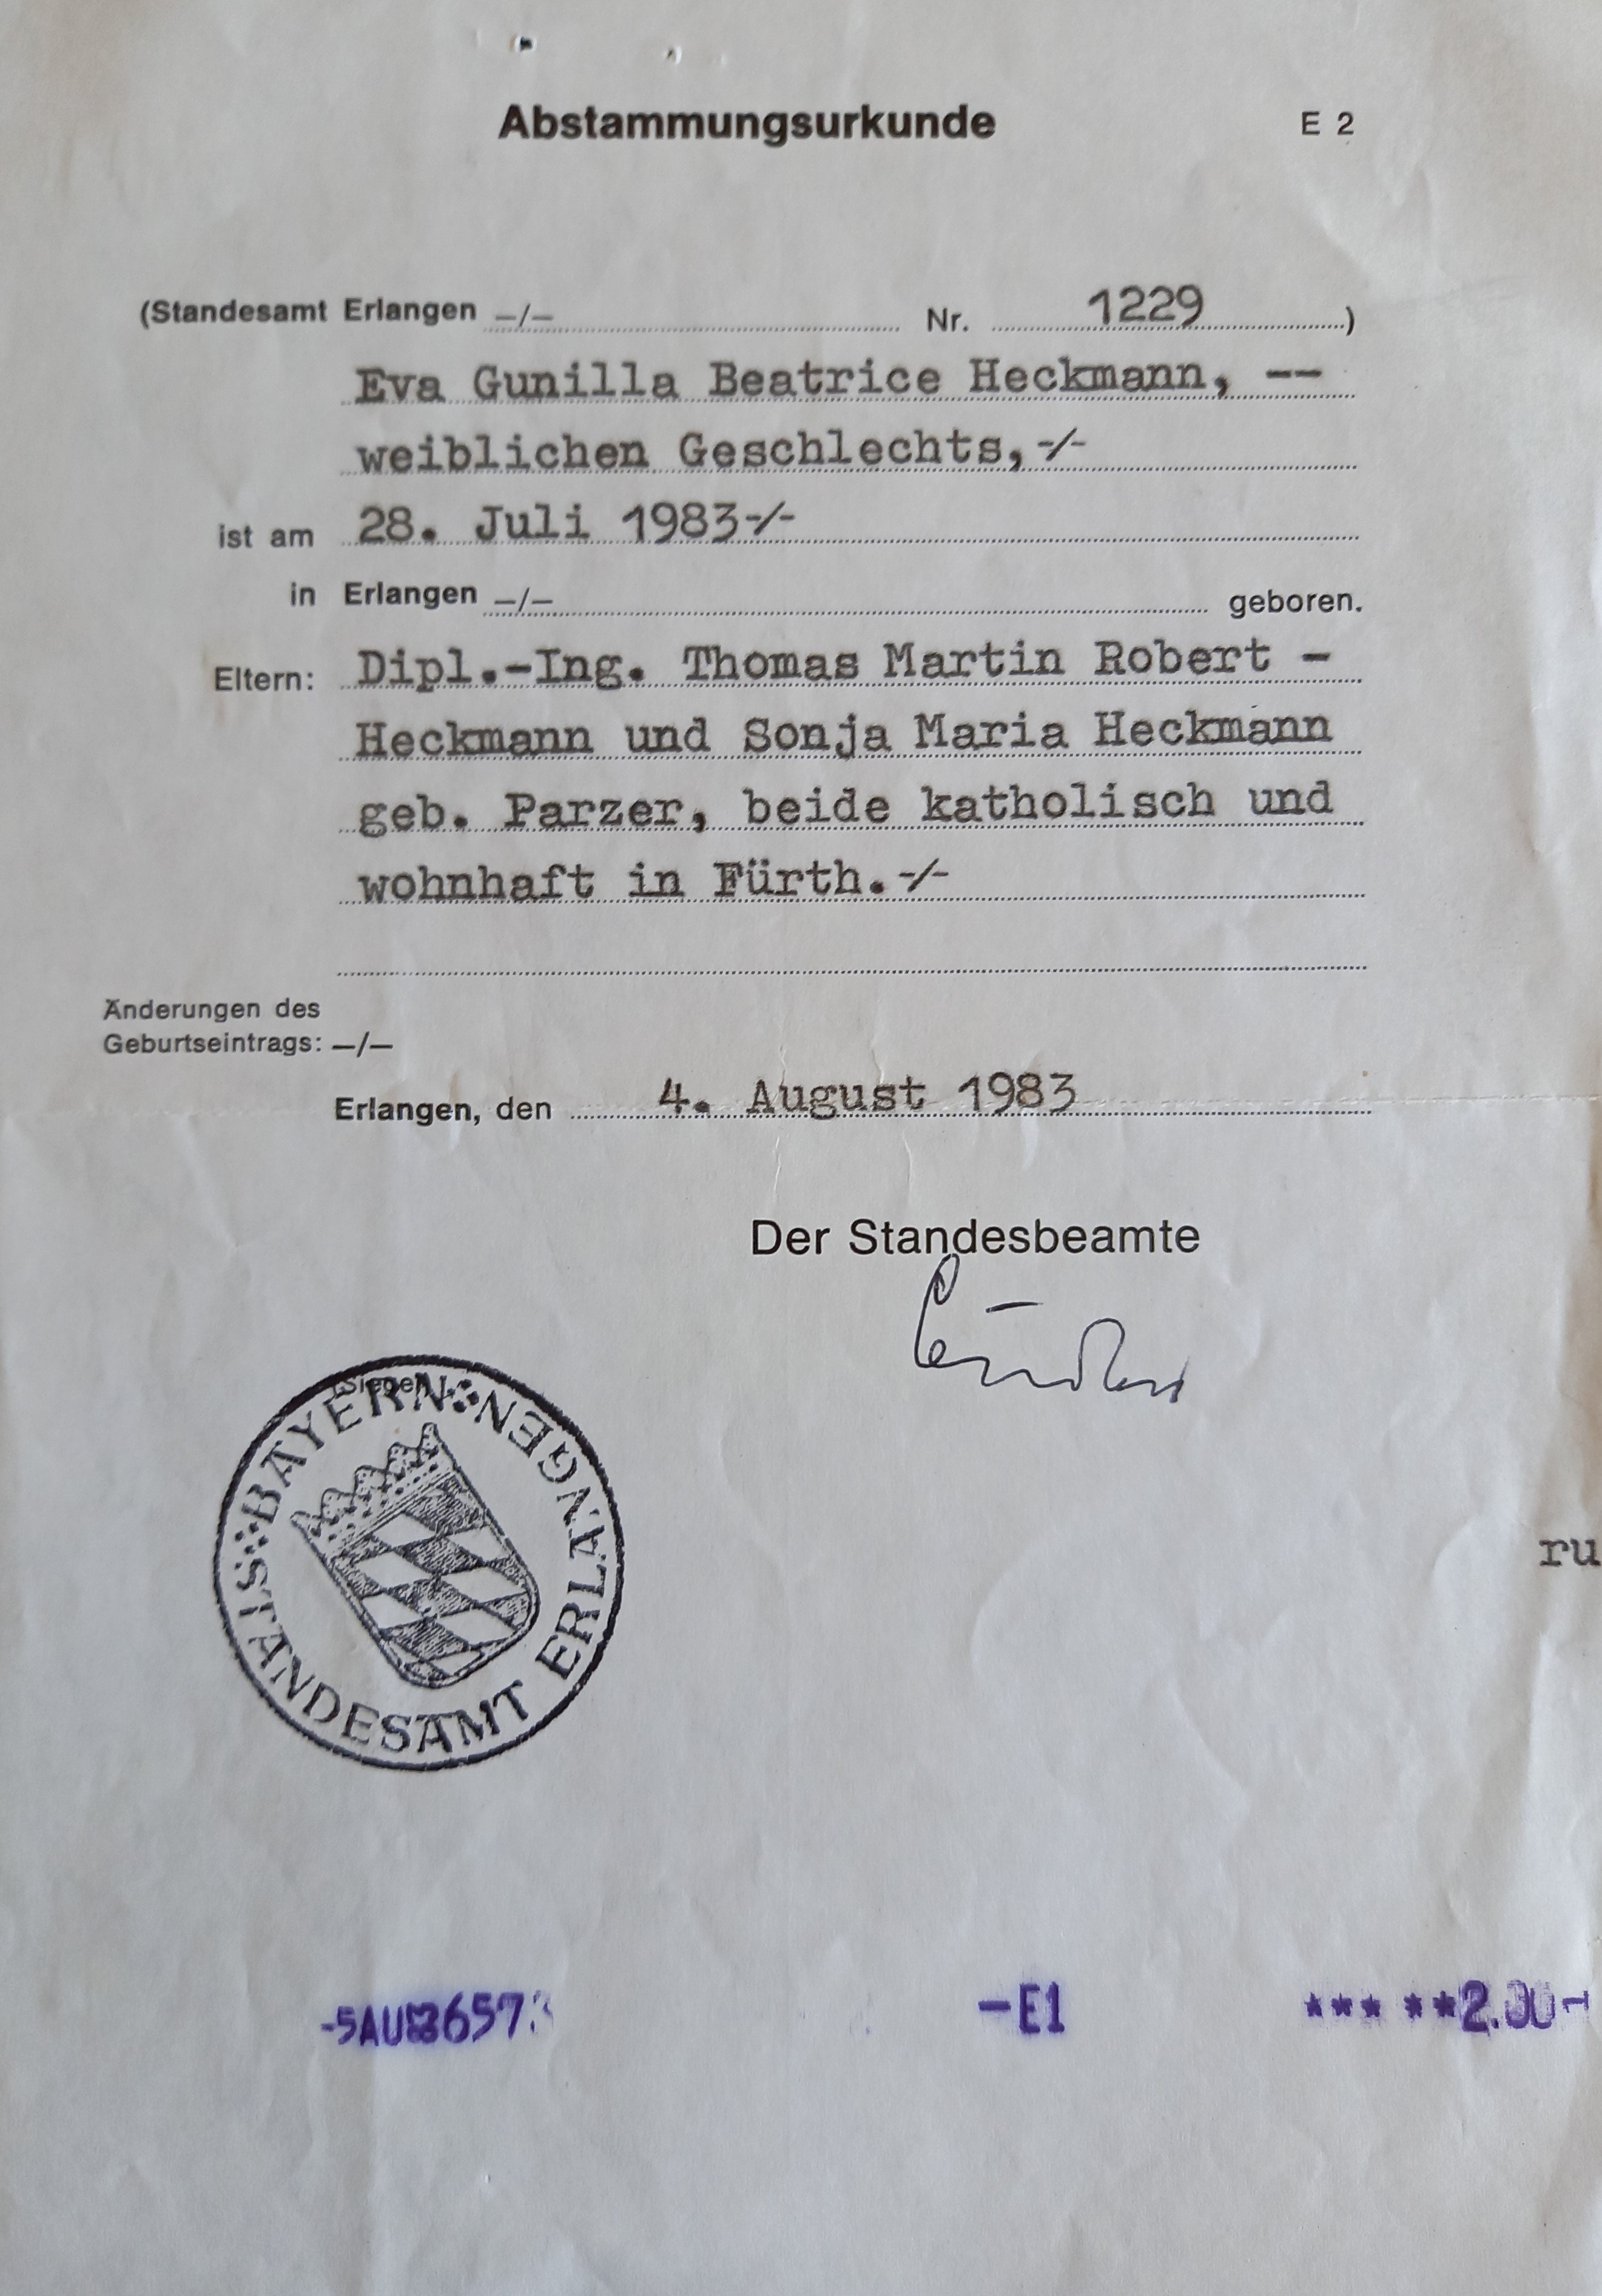 Abstammungsurkunde E 2
(Standesamt Erlangen —/— Nr. 1229 )
Eva Gunilla Beatrice Heckmann, --
weiblichen Geschlechts,-/-
ist am 28. Juli 1983-/-
in Erlangen —/— geboren.
Eltern: Dipl.-Ing. Thomas Martin Robert -
Heckmann und Sonja Maria Heckmann
geb. Parzer, beide katholisch und
wohnhaft in Fürth.-/-
Änderungen des
Geburtseintrags: —/—
Erlangen, den 4. August 1983
Der Standesbeamte
(Siegel)
BAYERN
STANDESAMT ERLANGEN
ru
-E1 *** **2.00